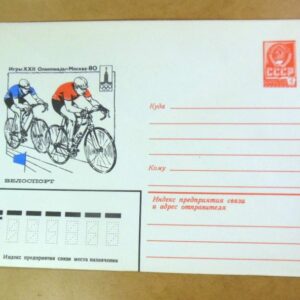 Игры XXII Олимпиады•Москва-80
СССР
4
Куда
Кому
ВЕЛОСПОРТ
Индекс предприятия связи
и адрес отправителя
Индекс предприятия связи места назначения